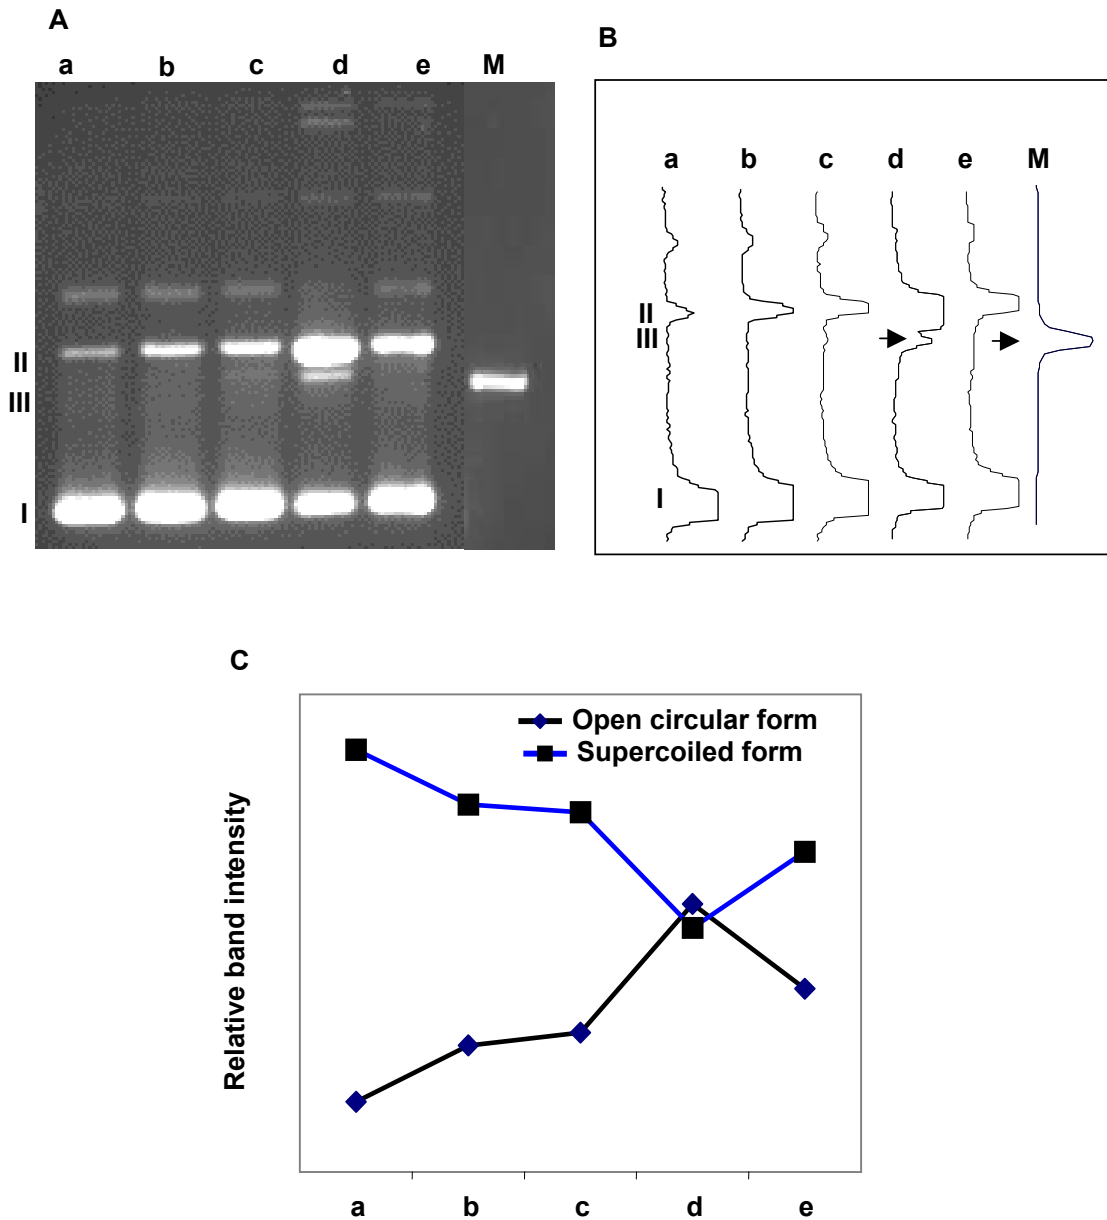 A
a b c d e M
II
III
I
B
a b c d e M
II
III
I
C
Open circular form
Supercoiled form
Relative band intensity
a b c d e